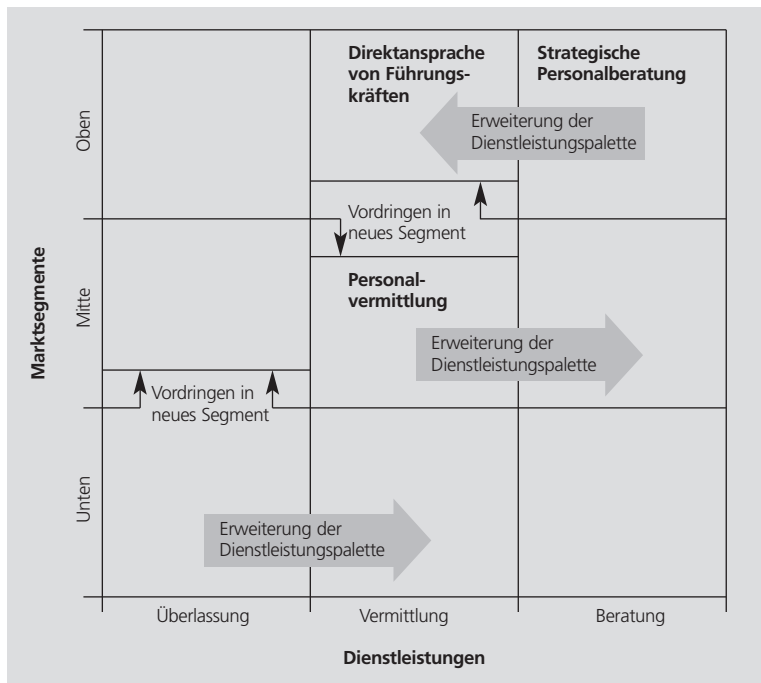 Direktansprache
von Führungs-
kräften
Strategische
Personalberatung
Erweiterung der
Dienstleistungspalette
Oben
Vordringen in
neues Segment
Marktsegmente
Mitte
Personal-
vermittlung
Erweiterung der
Dienstleistungspalette
Vordringen in
neues Segment
Unten
Erweiterung der
Dienstleistungspalette
Überlassung
Vermittlung
Beratung
Dienstleistungen